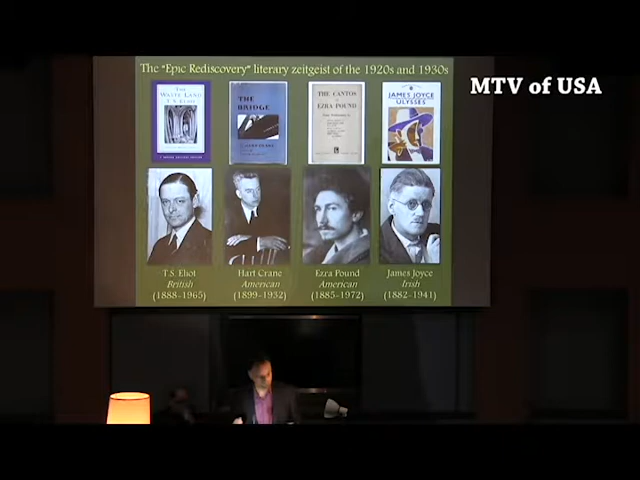 The "Epic Rediscovery" literary zeitgeist of the 1920s and 1930s
MTV of USA
THE
WASTE LAND
T.S. ELIOT
THE
BRIDGE
THE CANTOS
EZRA POUND
JAMES JOYCE
ULYSSES
T.S. Eliot
British
(1888–1965)
Hart Crane
American
(1899–1932)
Ezra Pound
American
(1885–1972)
James Joyce
Irish
(1882–1941)